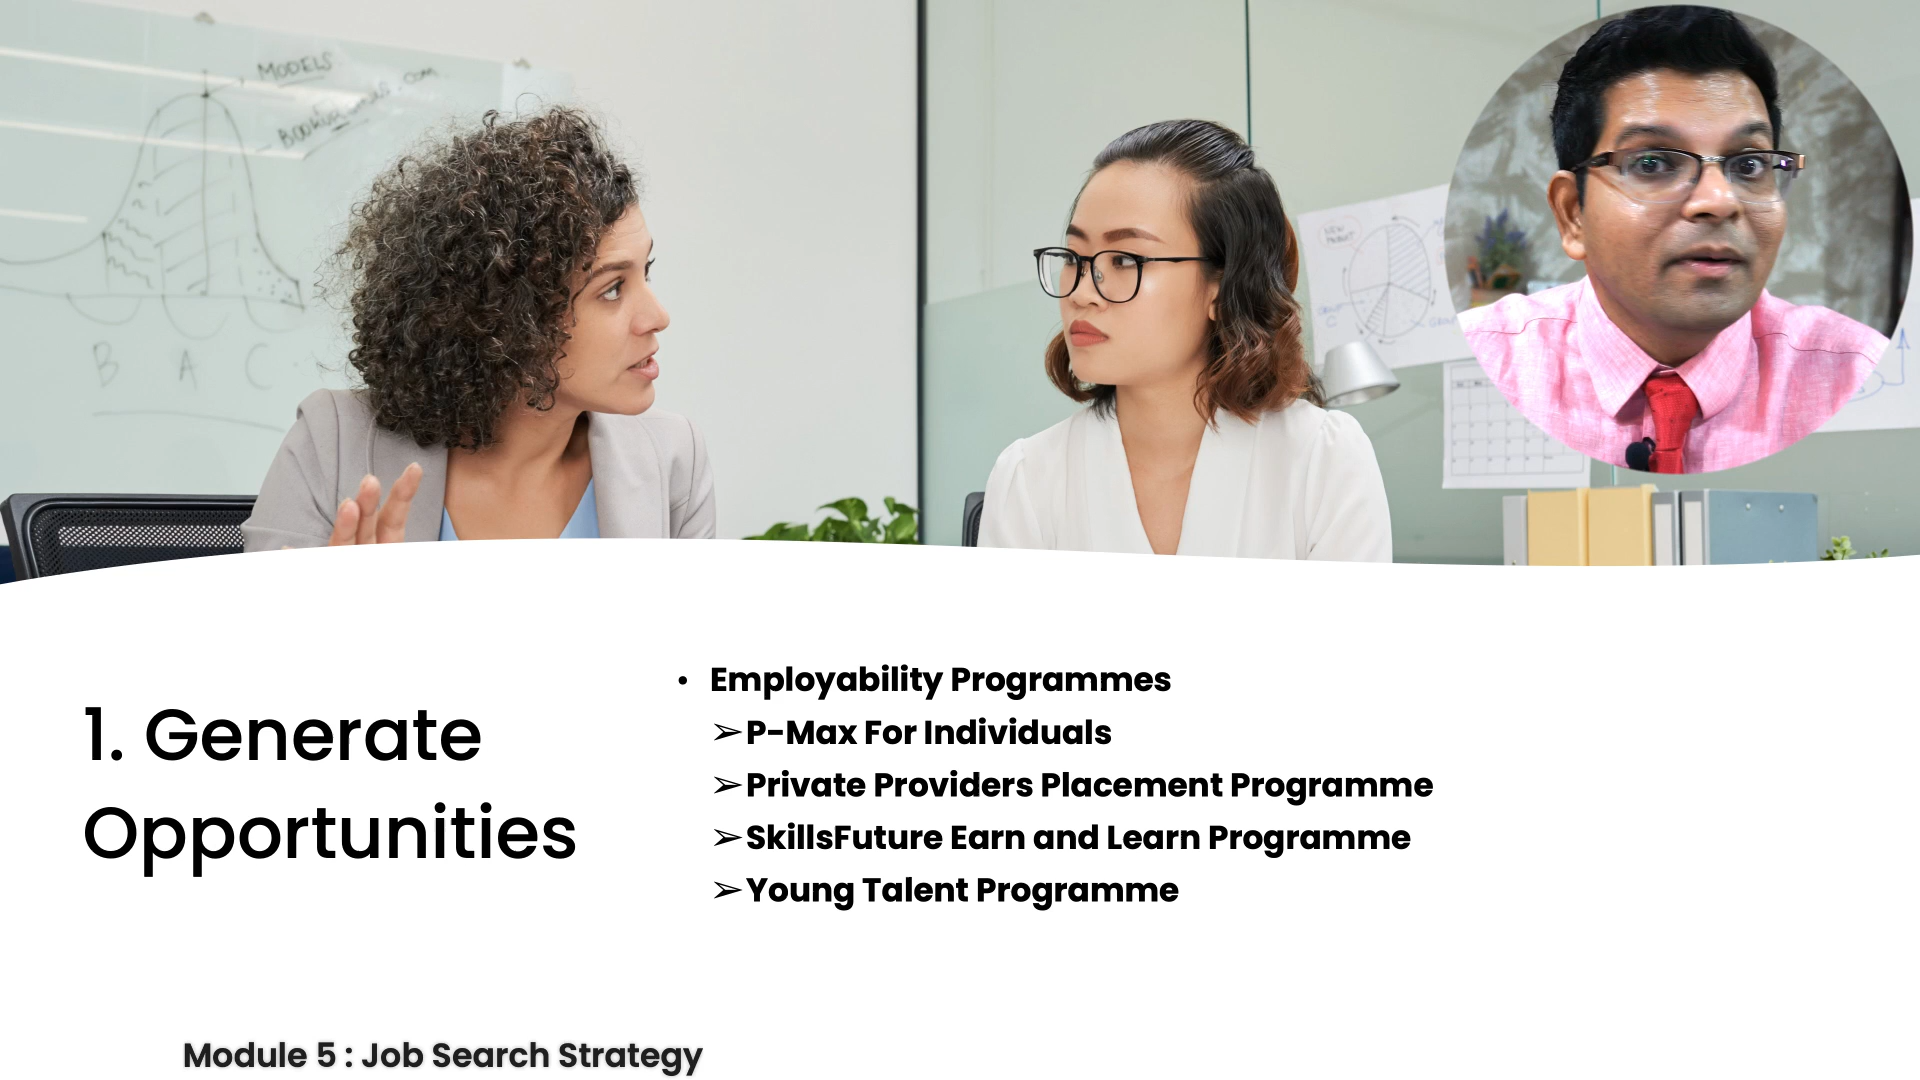 MODELS
B A C
1. Generate
Opportunities
• Employability Programmes
➢P-Max For Individuals
➢Private Providers Placement Programme
➢SkillsFuture Earn and Learn Programme
➢Young Talent Programme
Module 5 : Job Search Strategy